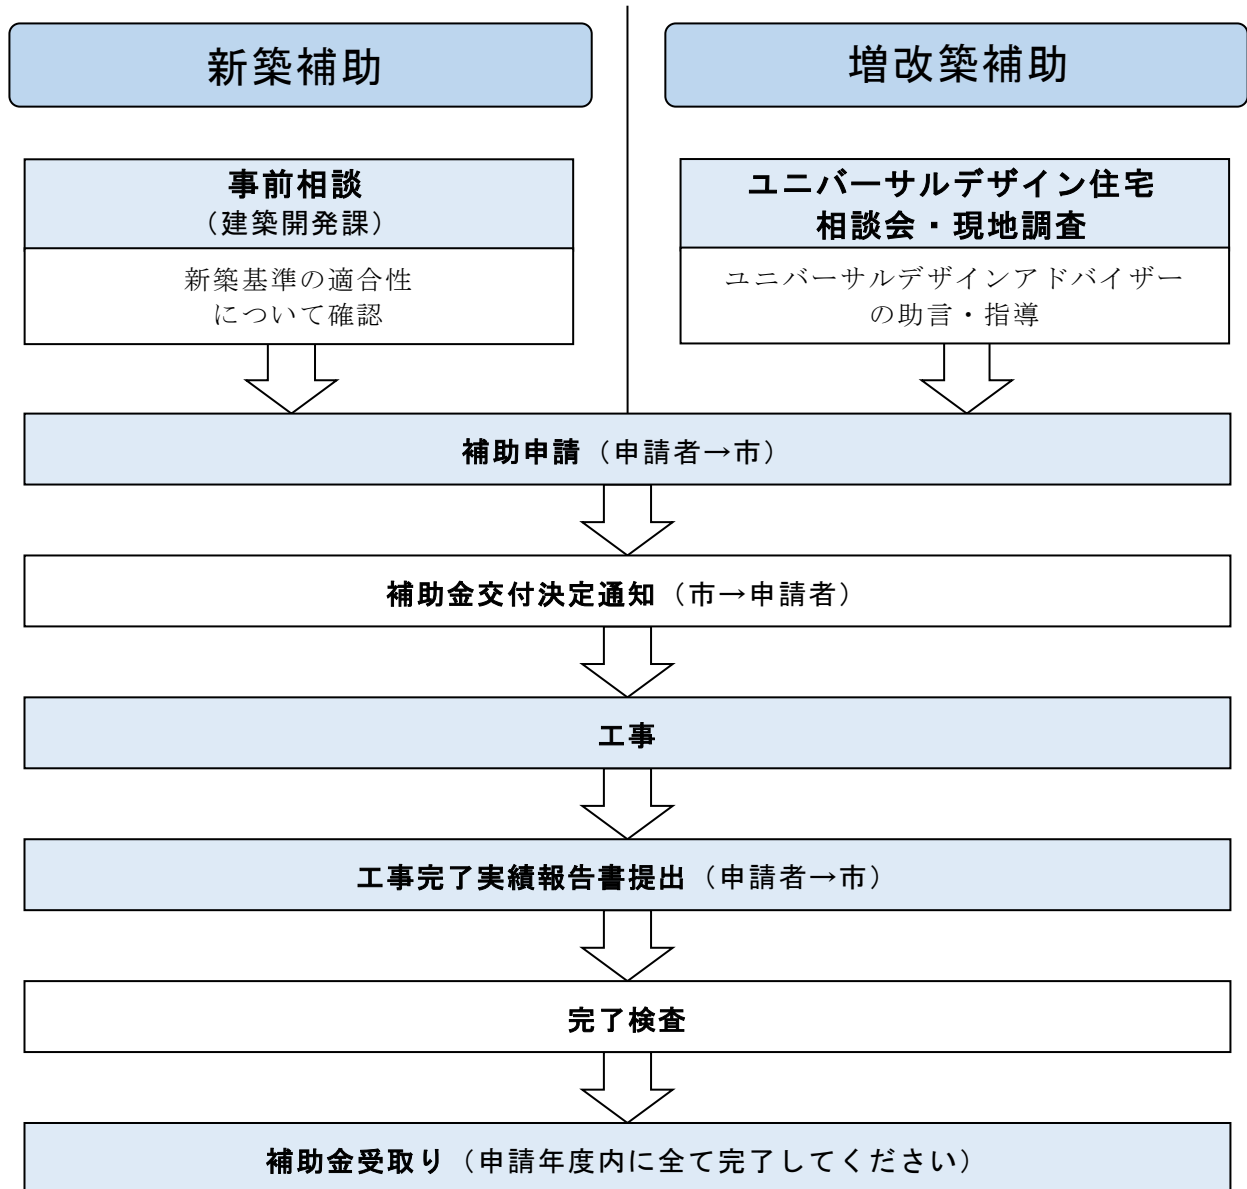 新築補助
増改築補助
事前相談
（建築開発課）
新築基準の適合性
について確認
ユニバーサルデザイン住宅
相談会・現地調査
ユニバーサルデザインアドバイザー
の助言・指導
補助申請（申請者→市）
補助金交付決定通知（市→申請者）
工事
工事完了実績報告書提出（申請者→市）
完了検査
補助金受取り（申請年度内に全て完了してください）